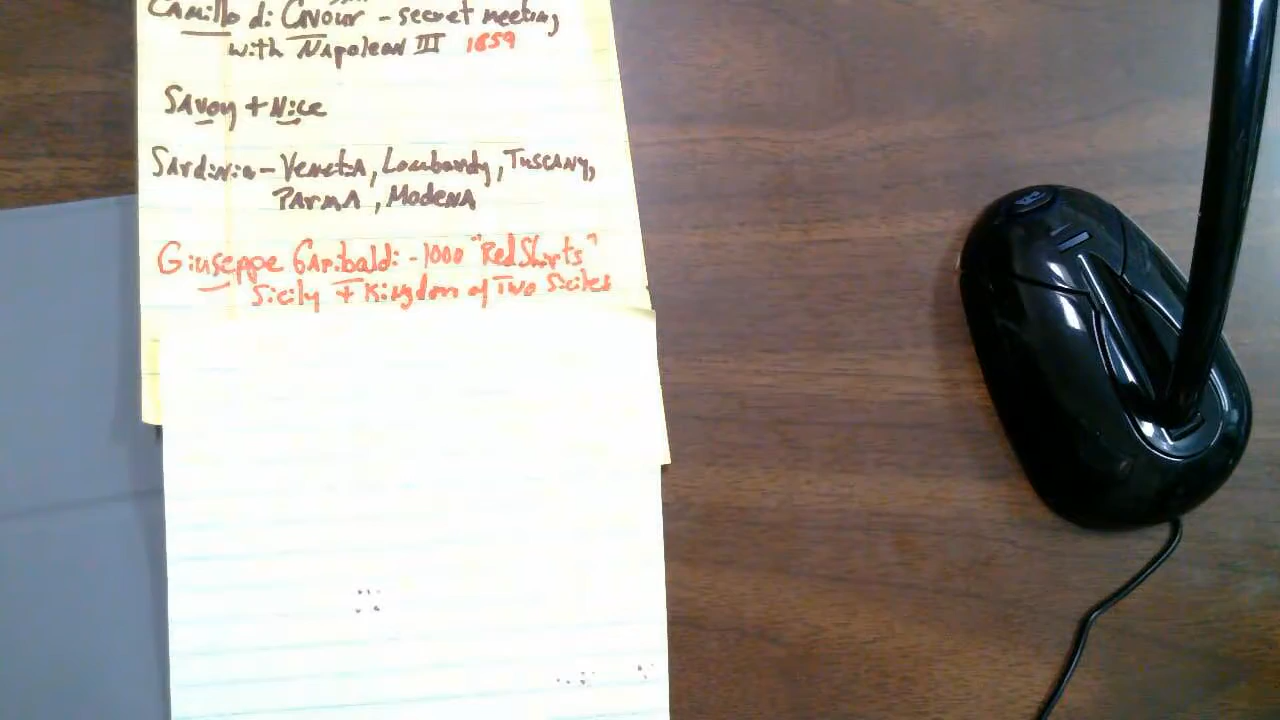 Camillo di Cavour - secret meeting
with Napoleon III 1859
Savoy + Nice
Sardinia - Venetia, Lombardy, Tuscany,
Parma, Modena
Giuseppe Garibaldi - 1000 "Red Shirts"
Sicily + Kingdom of Two Sicilies